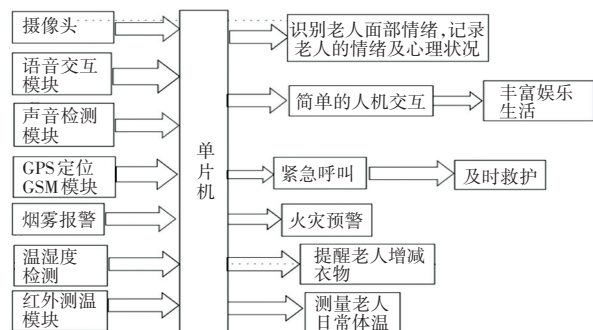 摄像头
语音交互
模块
声音检测
模块
GPS定位
GSM模块
烟雾报警
温湿度
检测
红外测温
模块
单
片
机
识别老人面部情绪,记录
老人的情绪及心理状况
简单的人机交互
丰富娱乐
生活
紧急呼叫
及时救护
火灾预警
提醒老人增减
衣物
测量老人
日常体温